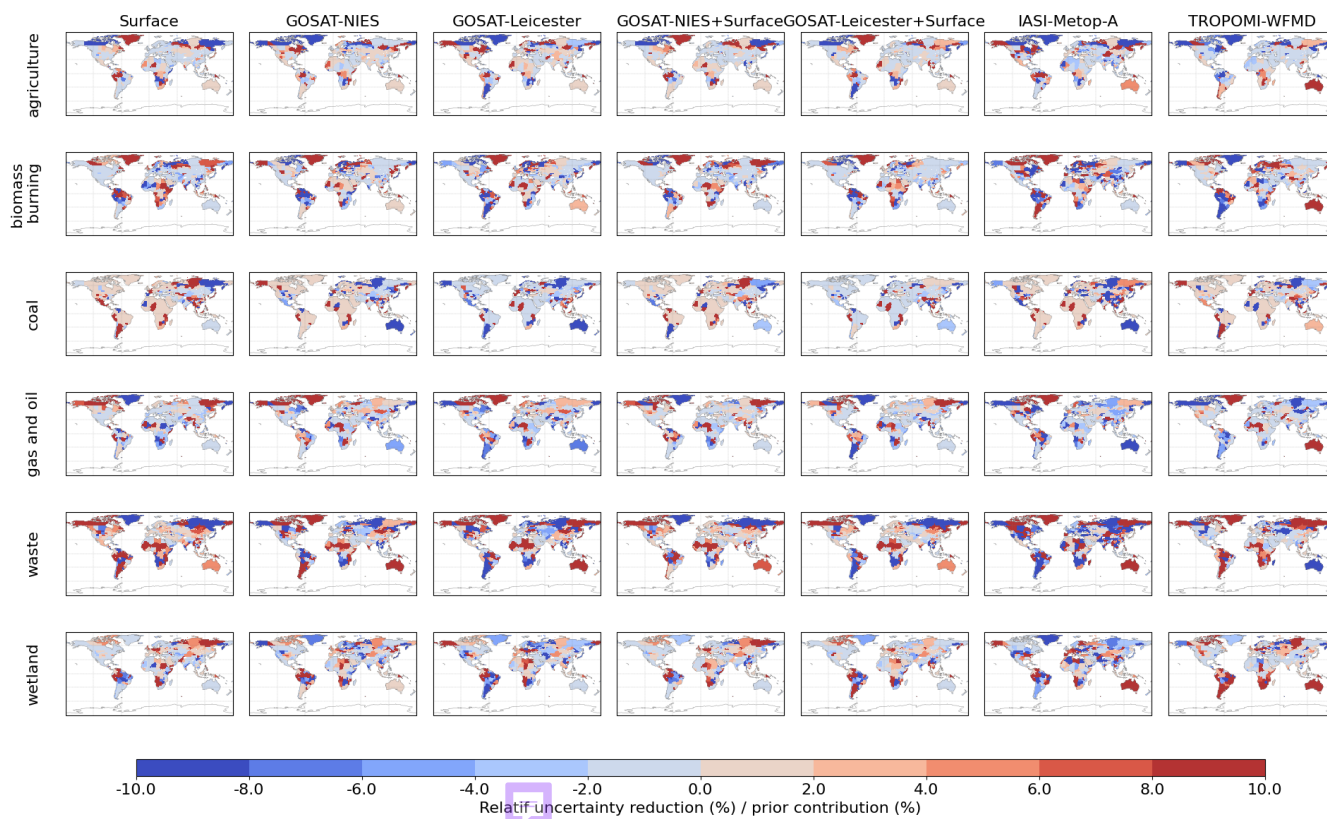 Surface GOSAT-NIES GOSAT-Leicester GOSAT-NIES+Surface GOSAT-Leicester+Surface IASI-Metop-A TROPOMI-WFMD
agriculture
biomass
burning
coal
gas and oil
waste
wetland
-10.0 -8.0 -6.0 -4.0 -2.0 0.0 2.0 4.0 6.0 8.0 10.0
Relatif uncertainty reduction (%) / prior contribution (%)